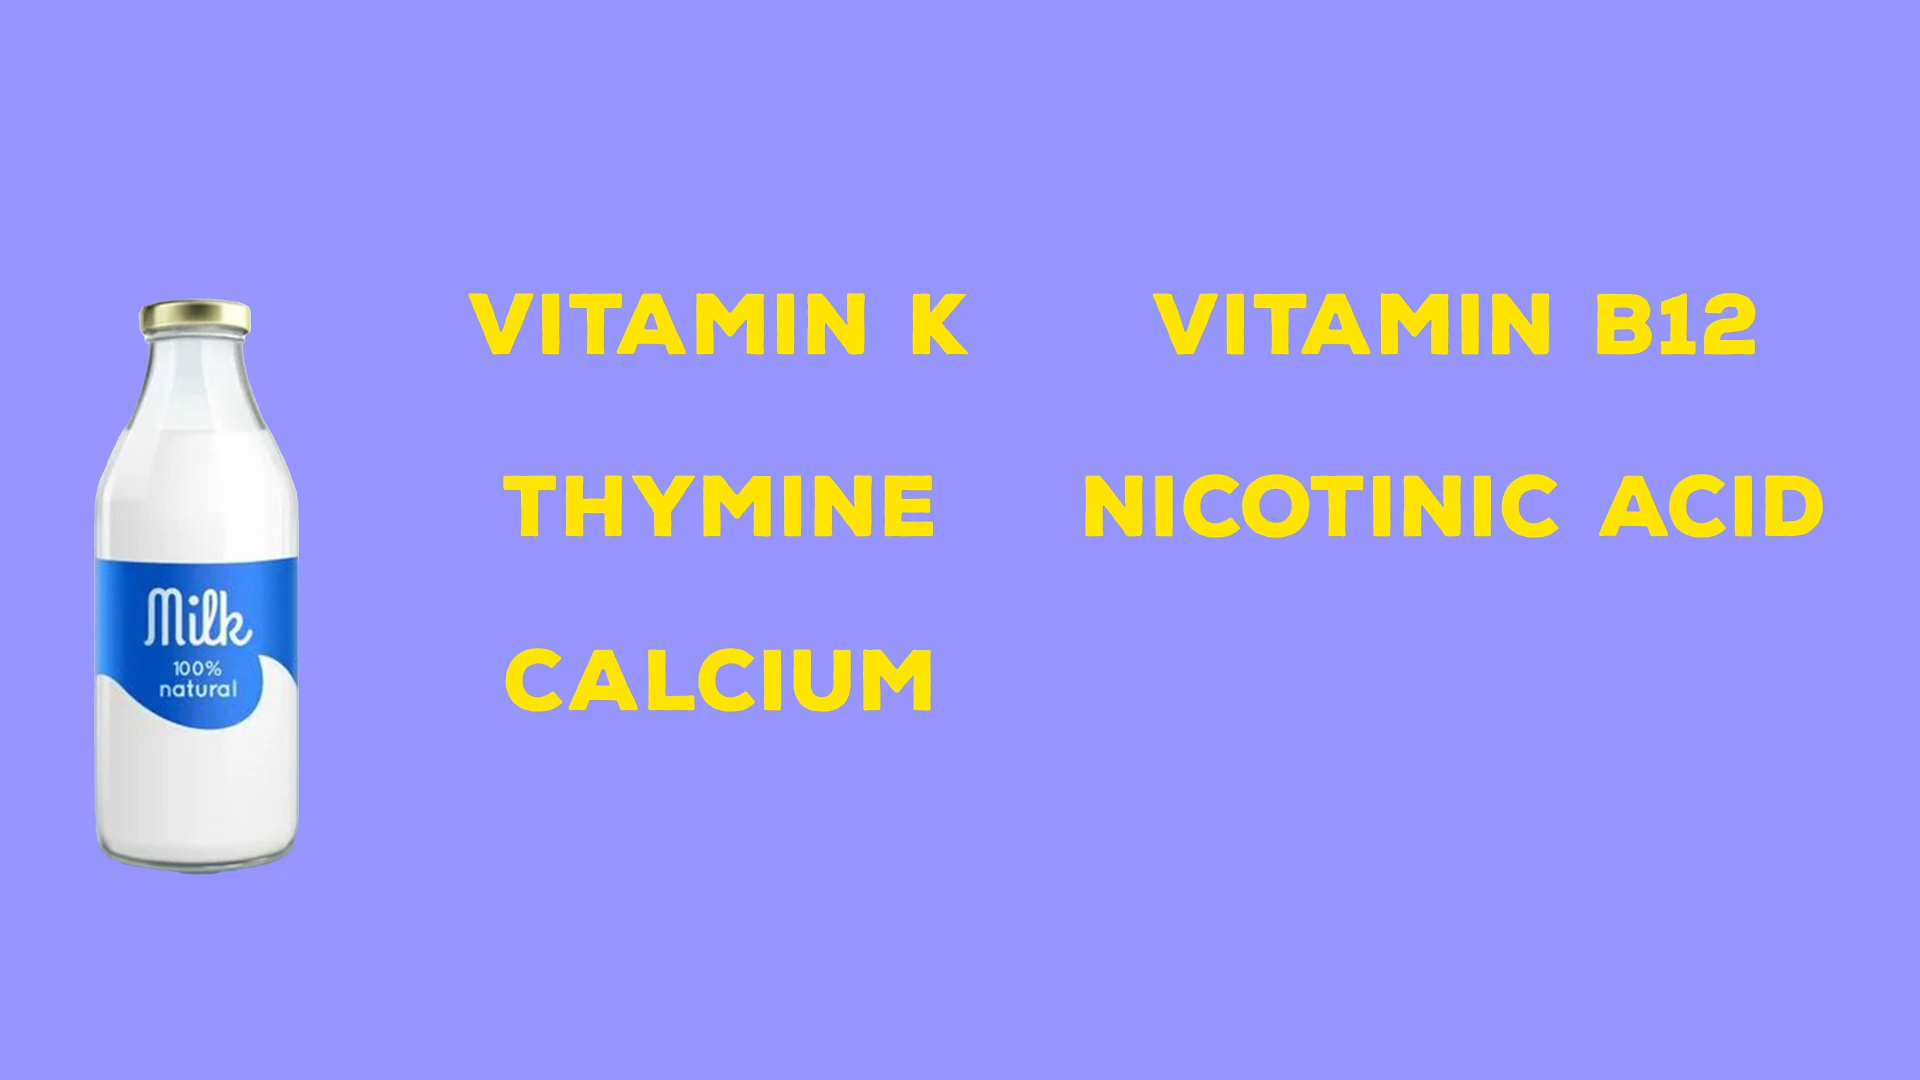 VITAMIN K
VITAMIN B12
THYMINE
NICOTINIC ACID
CALCIUM
Milk
100%
natural